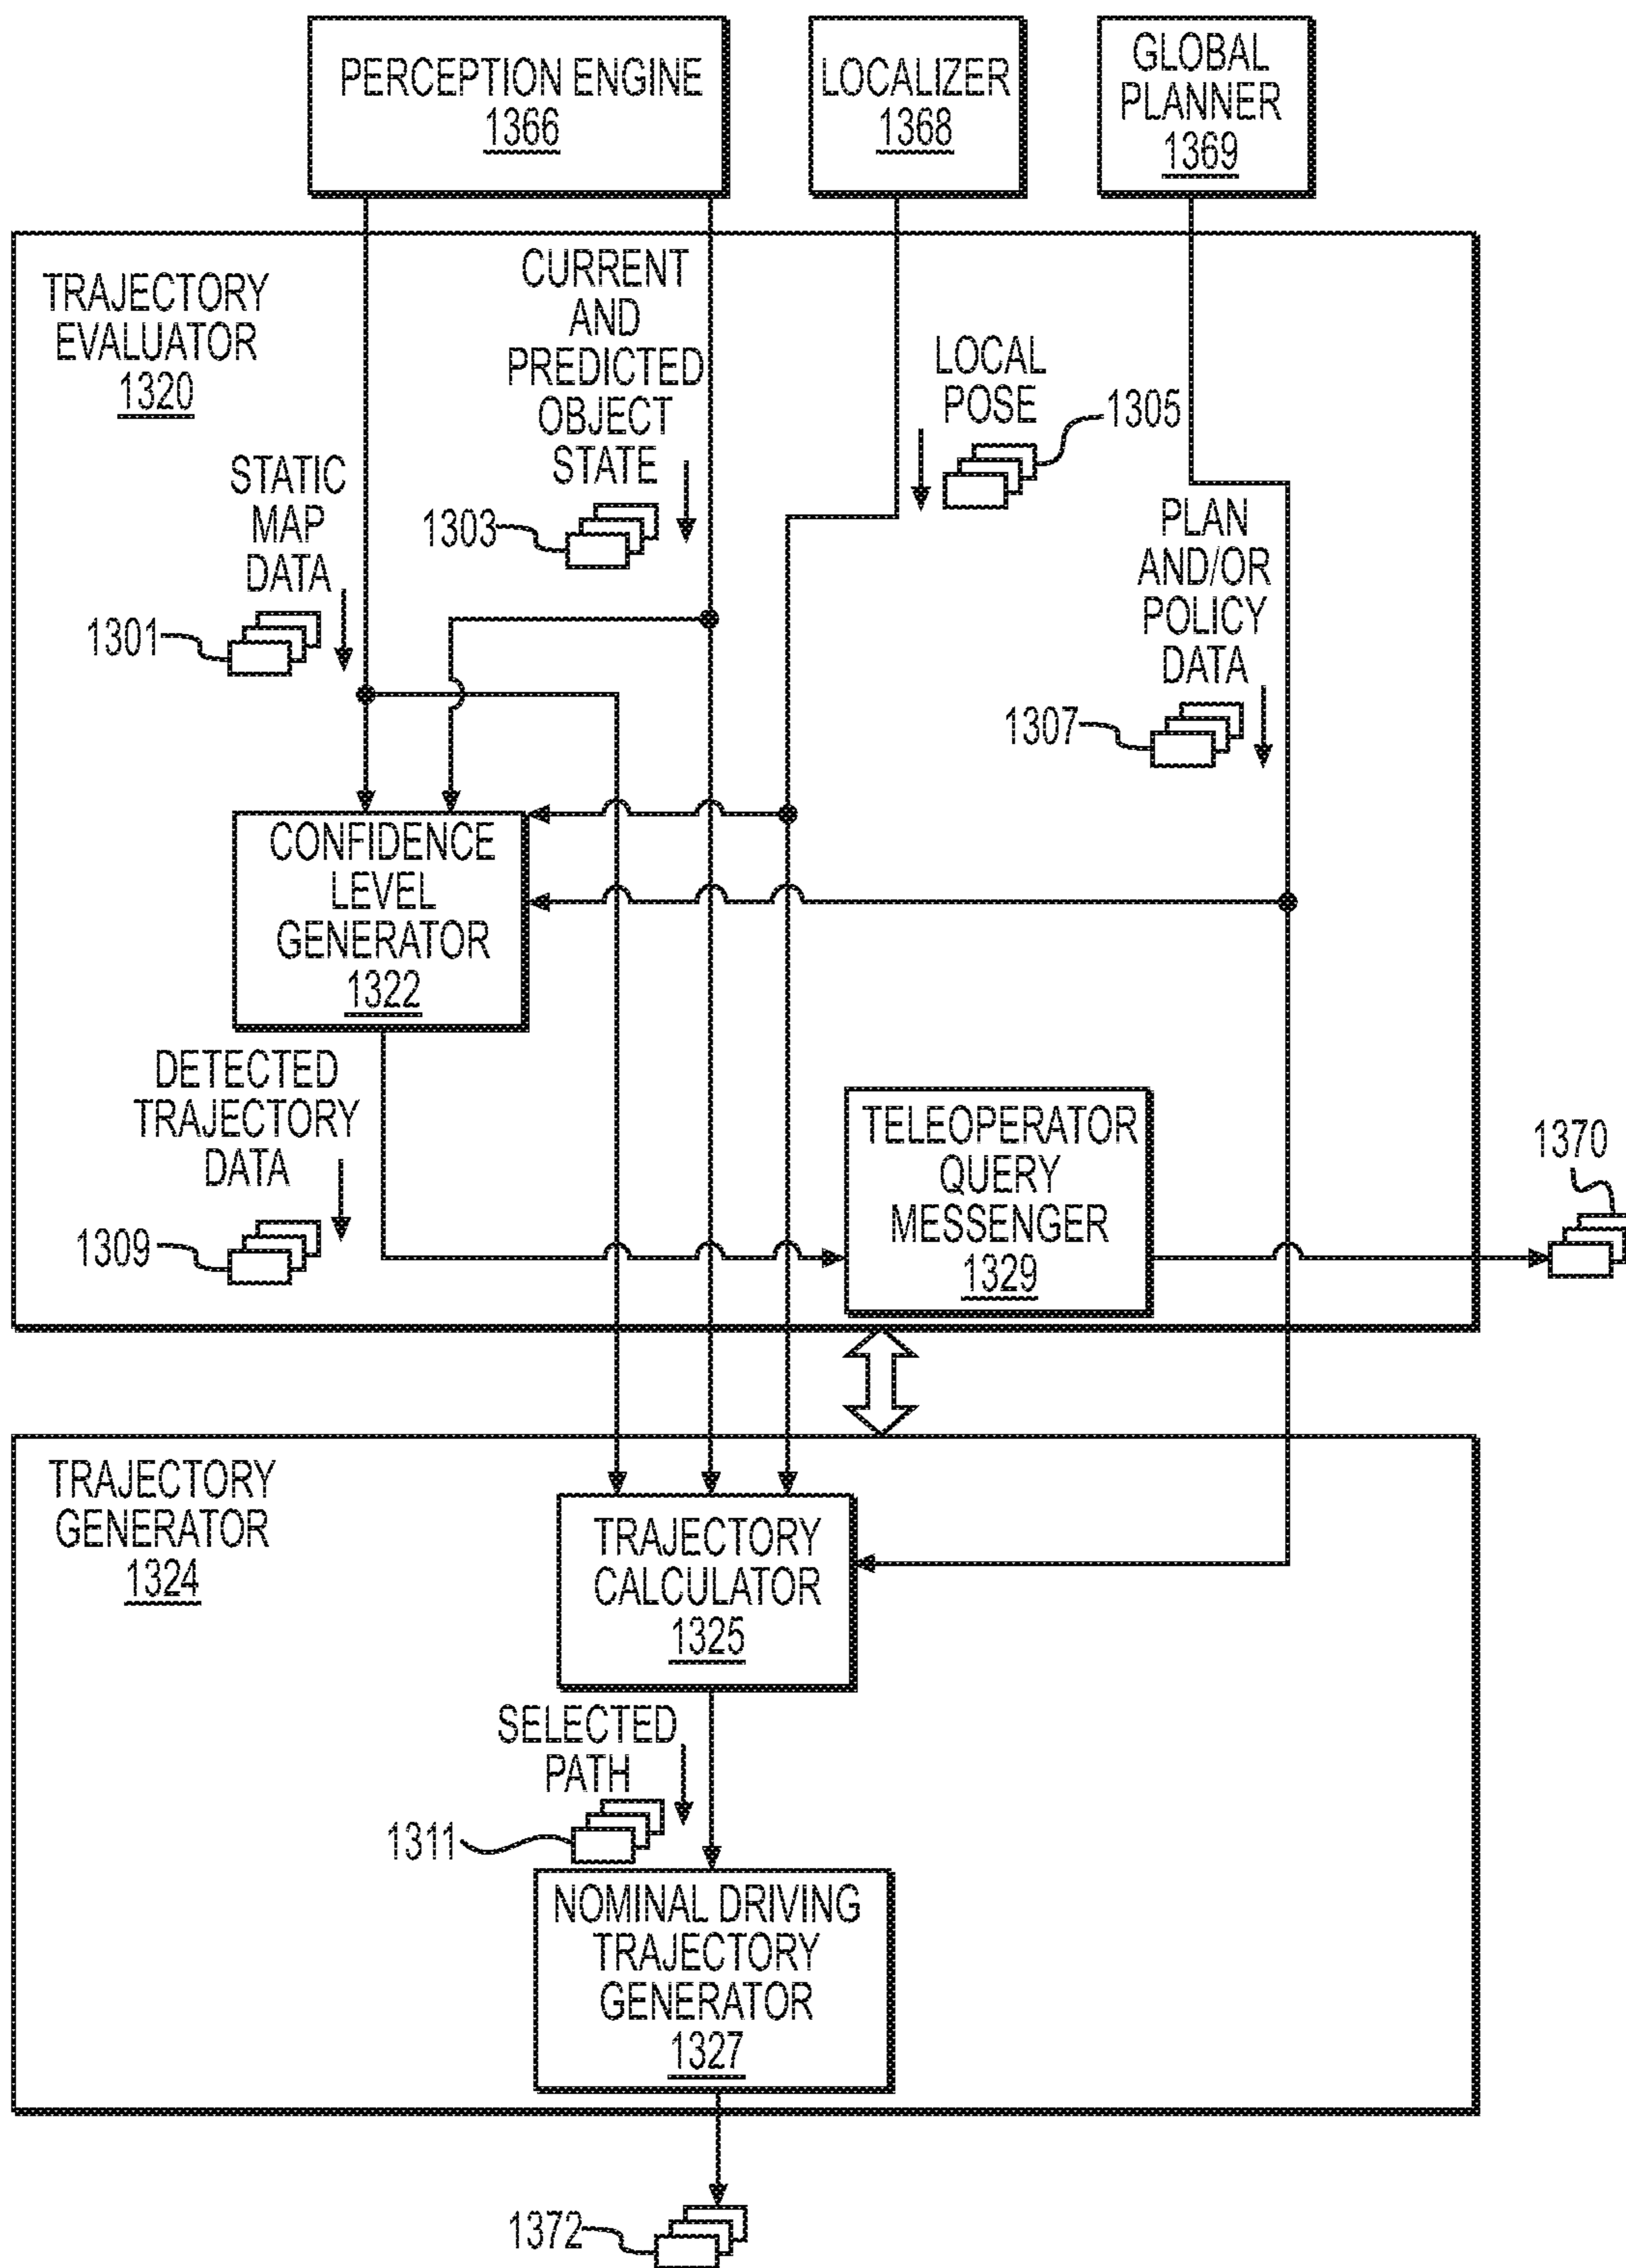 PERCEPTION ENGINE
1366
LOCALIZER
1368
GLOBAL
PLANNER
1369
TRAJECTORY
EVALUATOR
1320
CURRENT
AND
PREDICTED
OBJECT
STATE
1303
LOCAL
POSE
1305
STATIC
MAP
DATA
1301
PLAN
AND/OR
POLICY
DATA
1307
CONFIDENCE
LEVEL
GENERATOR
1322
DETECTED
TRAJECTORY
DATA
1309
TELEOPERATOR
QUERY
MESSENGER
1329
1370
TRAJECTORY
GENERATOR
1324
TRAJECTORY
CALCULATOR
1325
SELECTED
PATH
1311
NOMINAL DRIVING
TRAJECTORY
GENERATOR
1327
1372